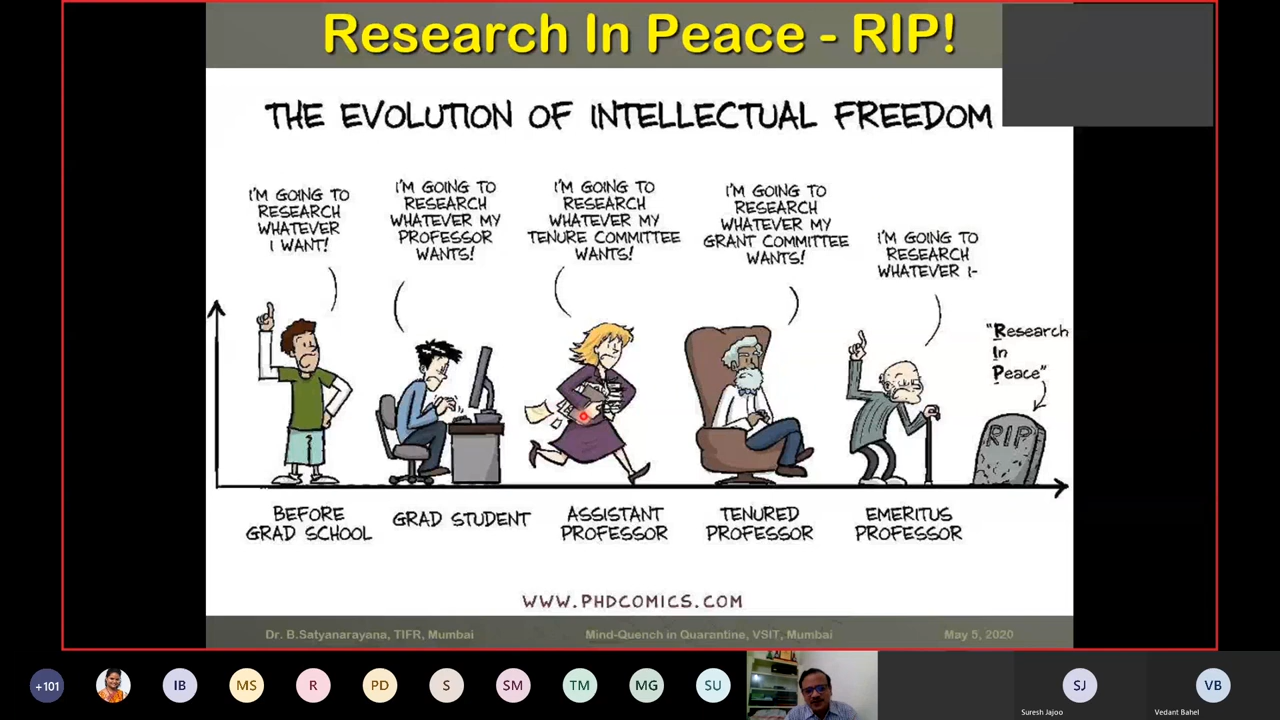 Research In Peace - RIP!
THE EVOLUTION OF INTELLECTUAL FREEDOM
I'M GOING TO
RESEARCH
WHATEVER
I WANT!
I'M GOING TO
RESEARCH
WHATEVER MY
PROFESSOR
WANTS!
I'M GOING TO
RESEARCH
WHATEVER MY
TENURE COMMITTEE
WANTS!
I'M GOING TO
RESEARCH
WHATEVER MY
GRANT COMMITTEE
WANTS!
I'M GOING TO
RESEARCH
WHATEVER I-
"Research
In
Peace"
RIP
BEFORE
GRAD SCHOOL
GRAD STUDENT
ASSISTANT
PROFESSOR
TENURED
PROFESSOR
EMERITUS
PROFESSOR
WWW.PHDCOMICS.COM
Dr. B.Satyanarayana, TIFR, Mumbai
Mind-Quench in Quarantine, VSIT, Mumbai
May 5, 2020
+101
IB
MS
R
PD
S
SM
TM
MG
SU
SJ
VB
Suresh Jajoo
Vedant Bahel